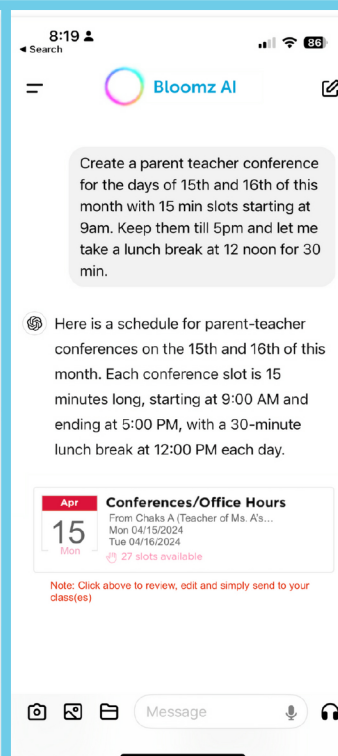 8:19
◄ Search
86
Bloomz AI
Create a parent teacher conference
for the days of 15th and 16th of this
month with 15 min slots starting at
9am. Keep them till 5pm and let me
take a lunch break at 12 noon for 30
min.
Here is a schedule for parent-teacher
conferences on the 15th and 16th of this
month. Each conference slot is 15
minutes long, starting at 9:00 AM and
ending at 5:00 PM, with a 30-minute
lunch break at 12:00 PM each day.
Apr
15
Mon
Conferences/Office Hours
From Chaks A (Teacher of Ms. A's...
Mon 04/15/2024
Tue 04/16/2024
27 slots available
Note: Click above to review, edit and simply send to your
class(es)
Message